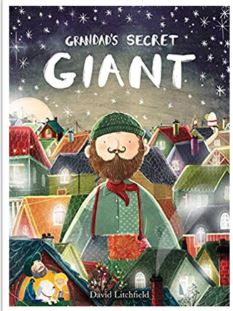 GRANDAD'S SECRET
GIANT
David Litchfield